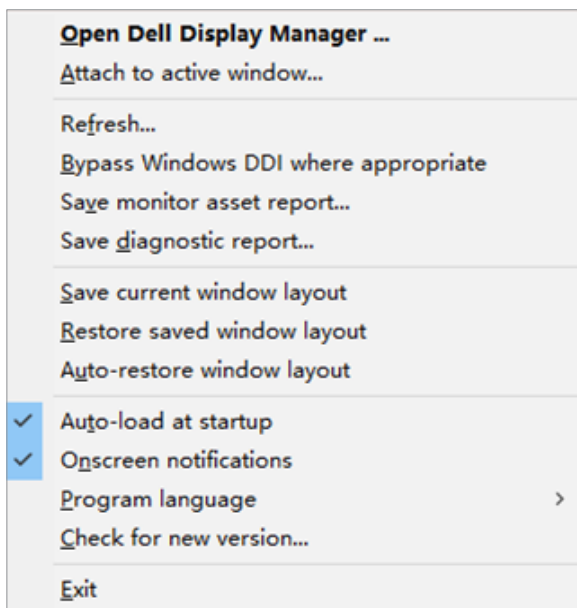 Open Dell Display Manager ...
Attach to active window...
Refresh...
Bypass Windows DDI where appropriate
Save monitor asset report...
Save diagnostic report...
Save current window layout
Restore saved window layout
Auto-restore window layout
Auto-load at startup
Onscreen notifications
Program language
Check for new version...
Exit